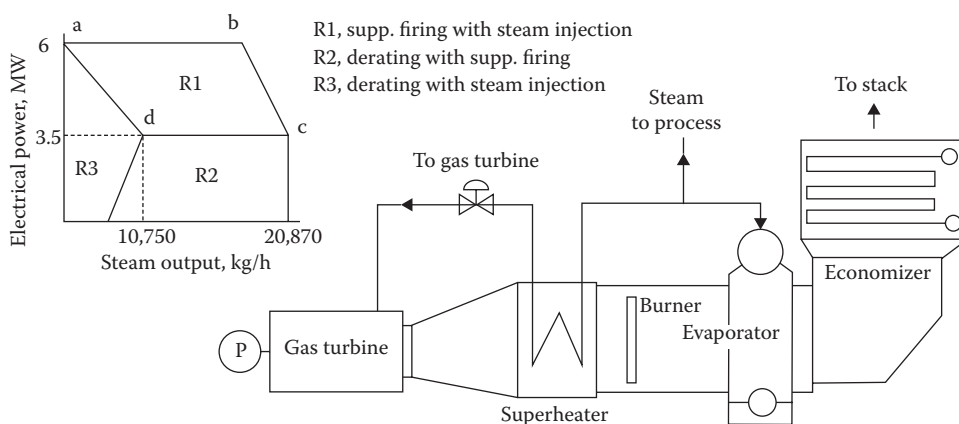 a
b
6
R1
d
c
3.5
R3
R2
10,750
20,870
Electrical power, MW
Steam output, kg/h
R1, supp. firing with steam injection
R2, derating with supp. firing
R3, derating with steam injection
Steam
to process
To stack
To gas turbine
Economizer
Burner
Evaporator
P
Gas turbine
Superheater